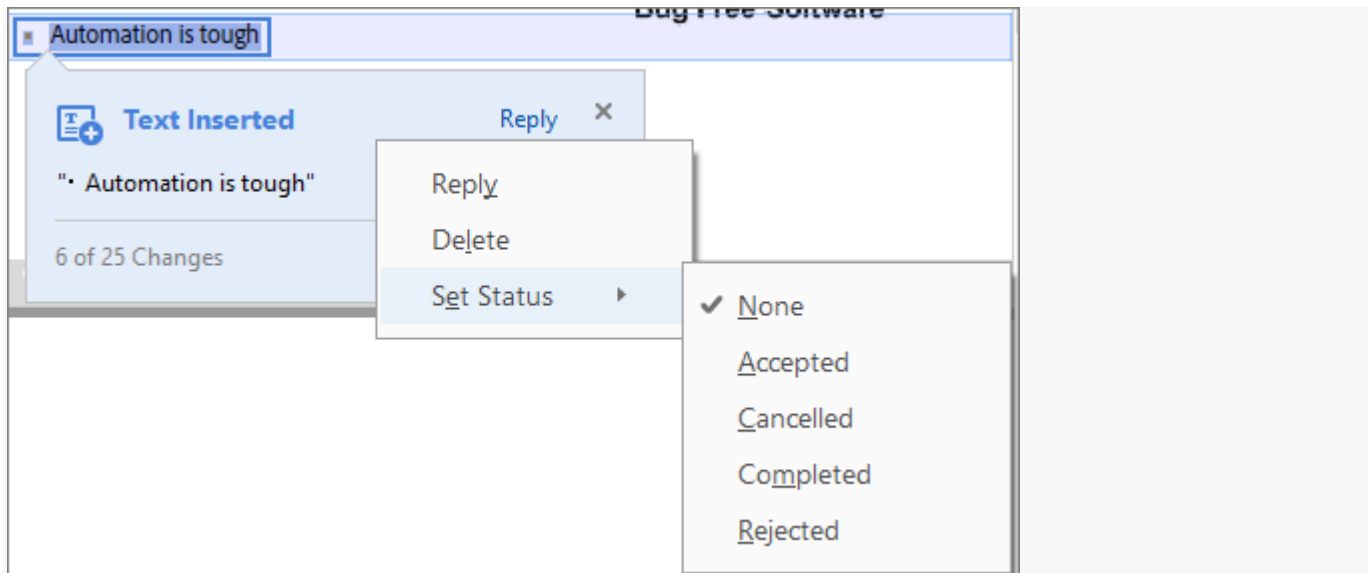 Bug Free Software
Automation is tough
Text Inserted Reply
"· Automation is tough"
6 of 25 Changes
Reply
Delete
Set Status
None
Accepted
Cancelled
Completed
Rejected